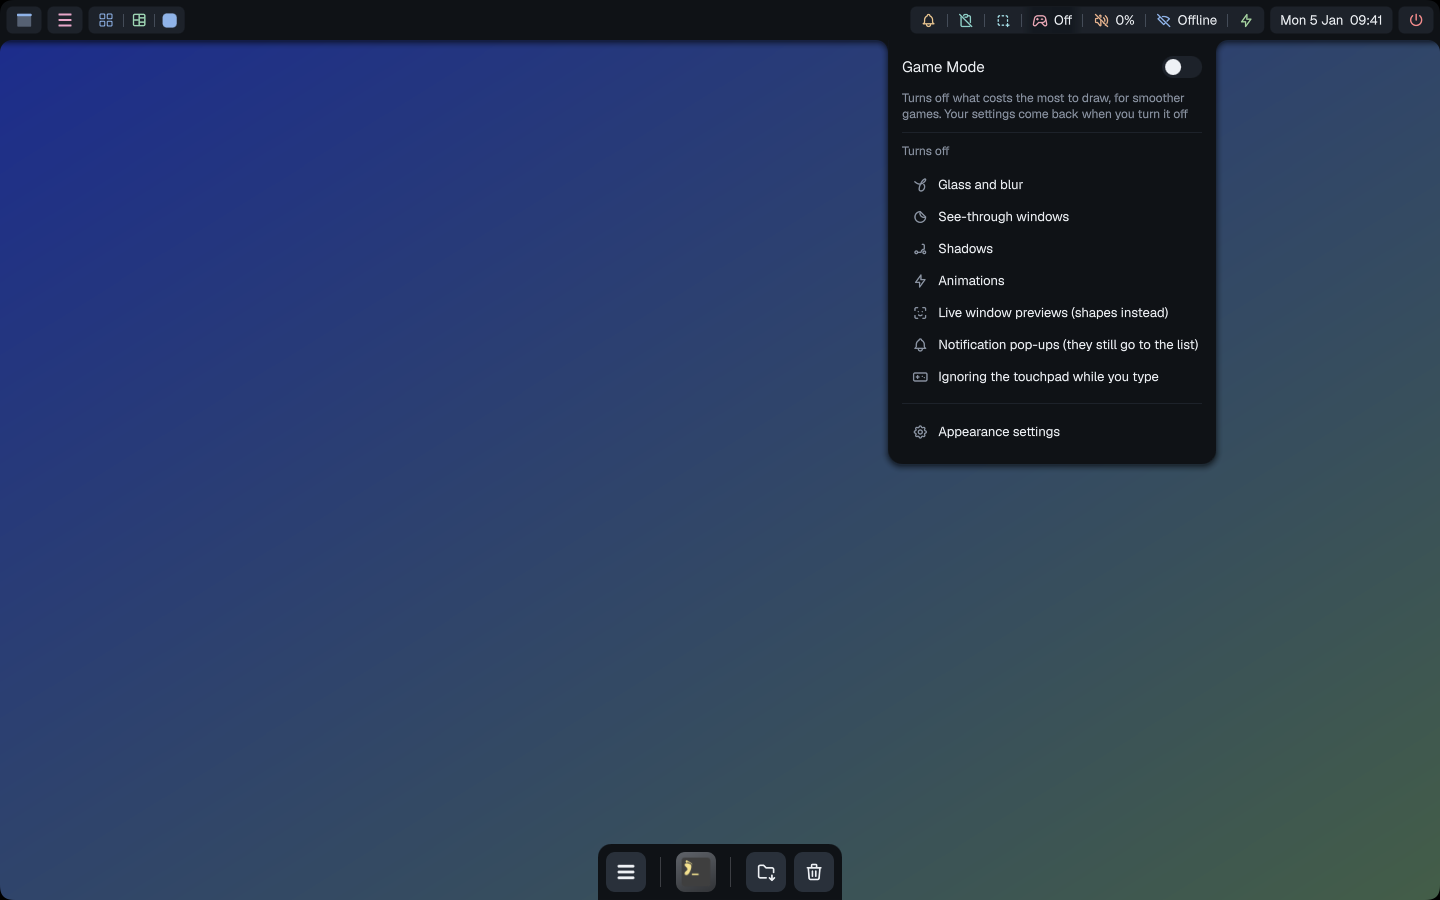 Off
0%
Offline
Mon 5 Jan 09:41
Game Mode
Turns off what costs the most to draw, for smoother
games. Your settings come back when you turn it off
Turns off
Glass and blur
See-through windows
Shadows
Animations
Live window previews (shapes instead)
Notification pop-ups (they still go to the list)
Ignoring the touchpad while you type
Appearance settings